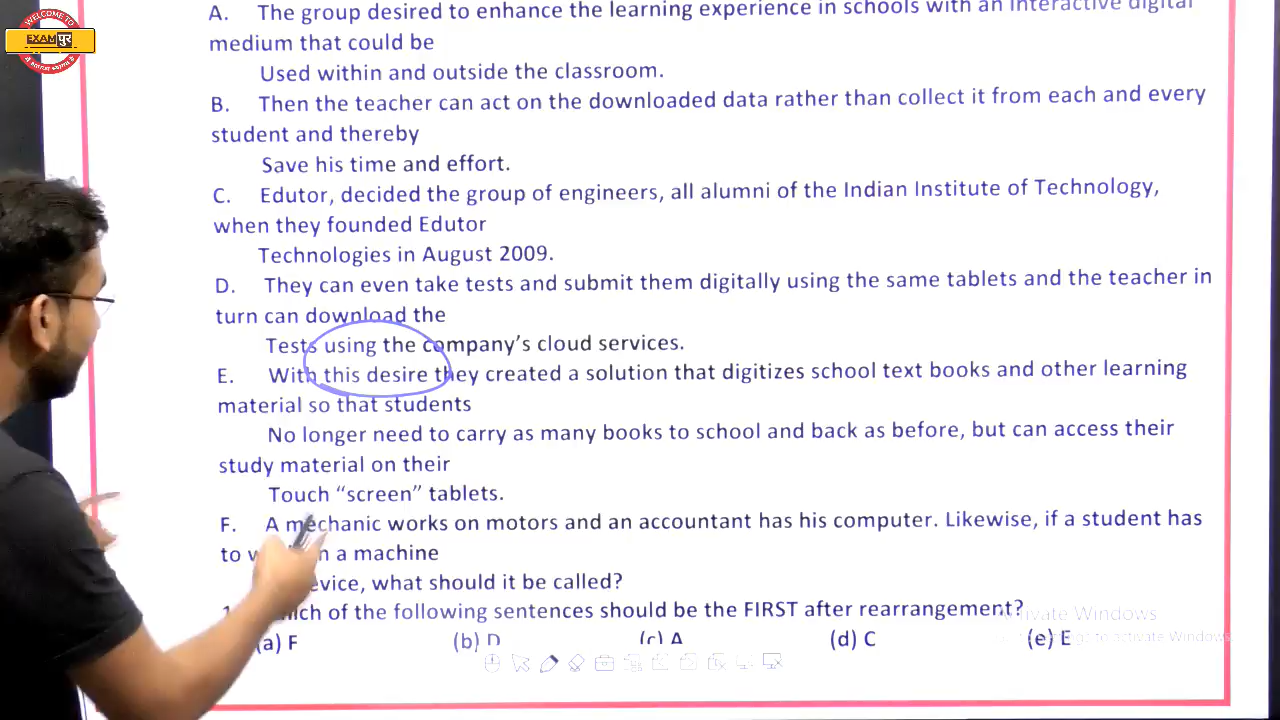 WELCOME TO
EXAM पुर
A. The group desired to enhance the learning experience in schools with an interactive digital
medium that could be
Used within and outside the classroom.
B. Then the teacher can act on the downloaded data rather than collect it from each and every
student and thereby
Save his time and effort.
C. Edutor, decided the group of engineers, all alumni of the Indian Institute of Technology,
when they founded Edutor
Technologies in August 2009.
D. They can even take tests and submit them digitally using the same tablets and the teacher in
turn can download the
Tests using the company's cloud services.
E. With this desire they created a solution that digitizes school text books and other learning
material so that students
No longer need to carry as many books to school and back as before, but can access their
study material on their
Touch “screen” tablets.
F. A mechanic works on motors and an accountant has his computer. Likewise, if a student has
to a machine
what should it be called?
of the following sentences should be the FIRST after rearrangement?
(a) F (b) D (c) A (d) C (e) E
Activate Windows
to activate Windows.